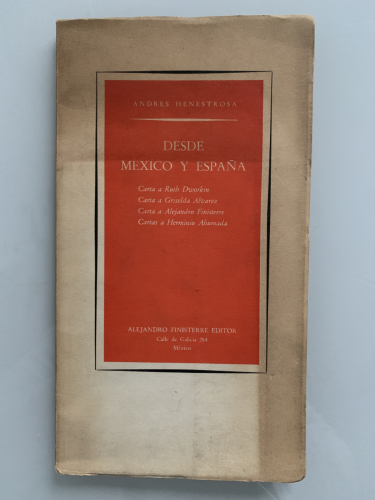 ANDRES HENESTROSA
DESDE
MEXICO Y ESPAÑA
Carta a Ruth Dworkin
Carta a Griselda Alvarez
Carta a Alejandro Finisterre
Cartas a Herminio Ahumada
ALEJANDRO FINISTERRE EDITOR
Calle de Galicia 264
México